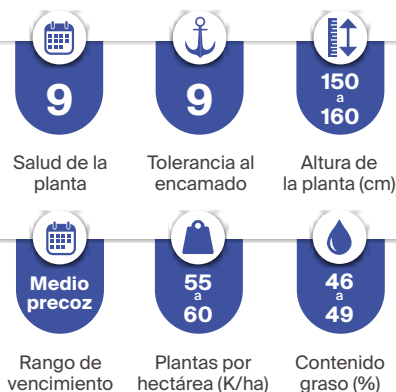 9
9
150
a
160
Salud de la
planta
Tolerancia al
encamado
Altura de
la planta (cm)
Medio
precoz
55
a
60
46
a
49
Rango de
vencimiento
Plantas por
hectárea (K/ha)
Contenido
graso (%)